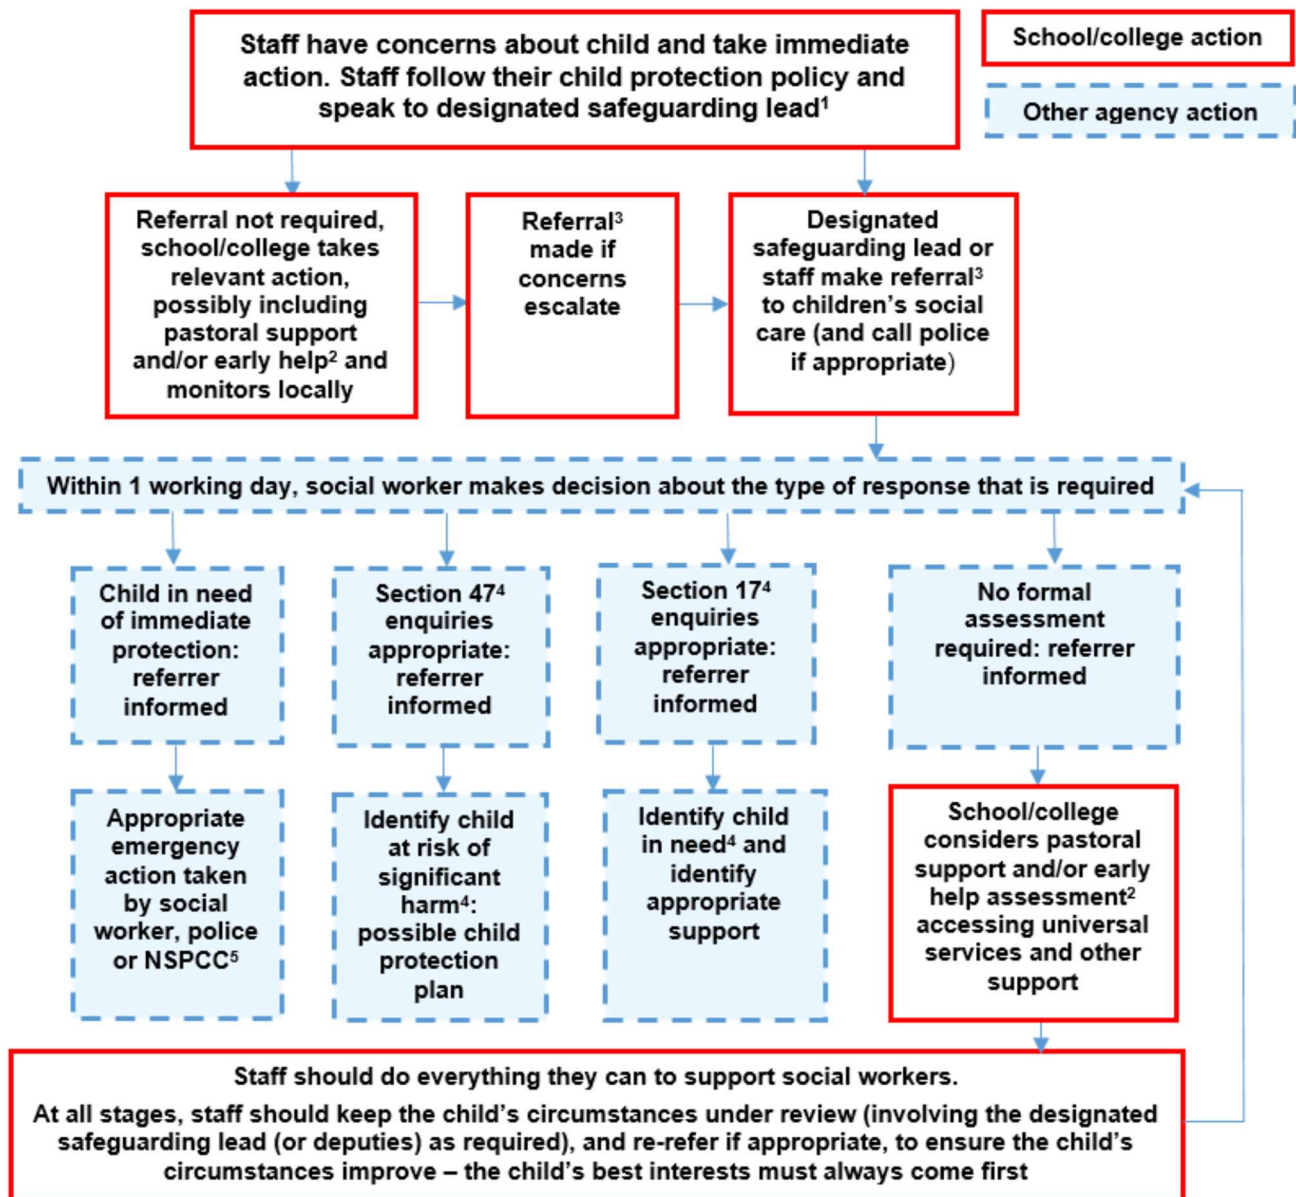 Staff have concerns about child and take immediate
action. Staff follow their child protection policy and
speak to designated safeguarding lead¹
School/college action
Other agency action
Referral not required,
school/college takes
relevant action,
possibly including
pastoral support
and/or early help² and
monitors locally
Referral³
made if
concerns
escalate
Designated
safeguarding lead or
staff make referral³
to children’s social
care (and call police
if appropriate)
Within 1 working day, social worker makes decision about the type of response that is required
Child in need
of immediate
protection:
referrer
informed
Section 47⁴
enquiries
appropriate:
referrer
informed
Section 17⁴
enquiries
appropriate:
referrer
informed
No formal
assessment
required: referrer
informed
Appropriate
emergency
action taken
by social
worker, police
or NSPCC⁵
Identify child
at risk of
significant
harm⁴:
possible child
protection
plan
Identify child
in need⁴ and
identify
appropriate
support
School/college
considers pastoral
support and/or early
help assessment²
accessing universal
services and other
support
Staff should do everything they can to support social workers.
At all stages, staff should keep the child’s circumstances under review (involving the designated
safeguarding lead (or deputies) as required), and re-refer if appropriate, to ensure the child’s
circumstances improve – the child’s best interests must always come first